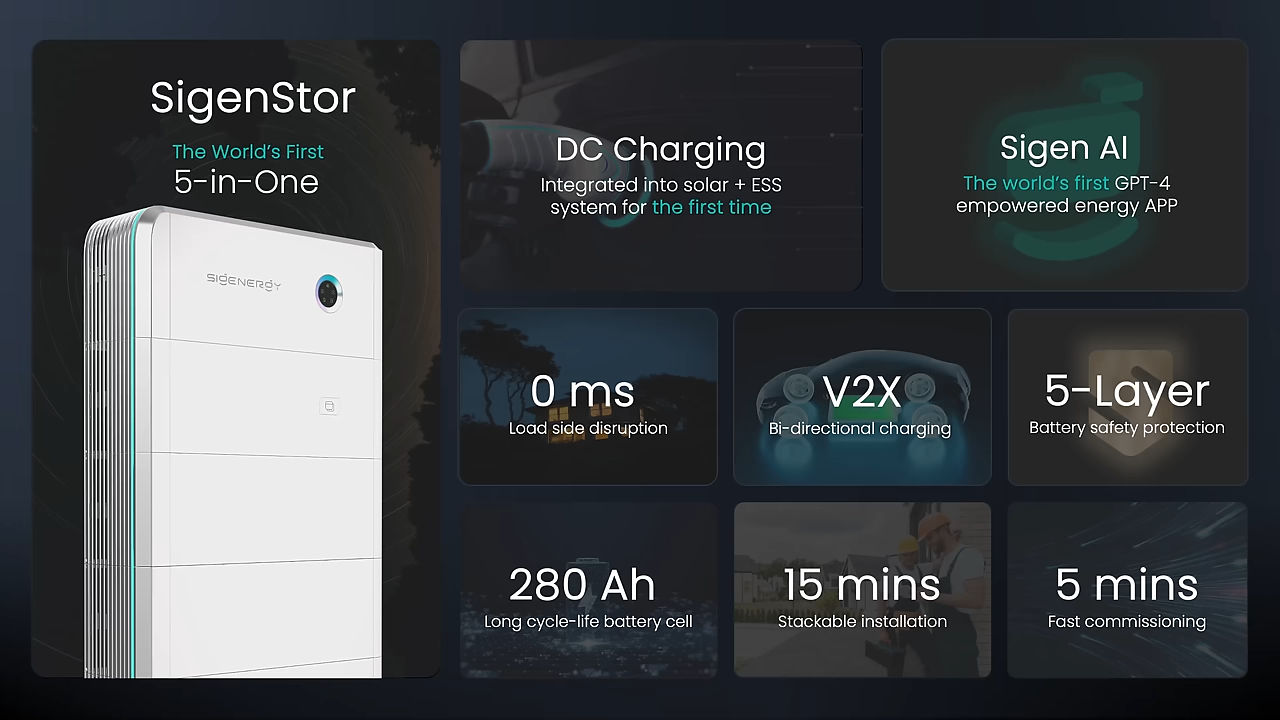 SigenStor
The World's First
5-in-One
SIGENERGY
DC Charging
Integrated into solar + ESS
system for the first time
Sigen AI
The world's first GPT-4
empowered energy APP
0 ms
Load side disruption
V2X
Bi-directional charging
5-Layer
Battery safety protection
280 Ah
Long cycle-life battery cell
15 mins
Stackable installation
5 mins
Fast commissioning